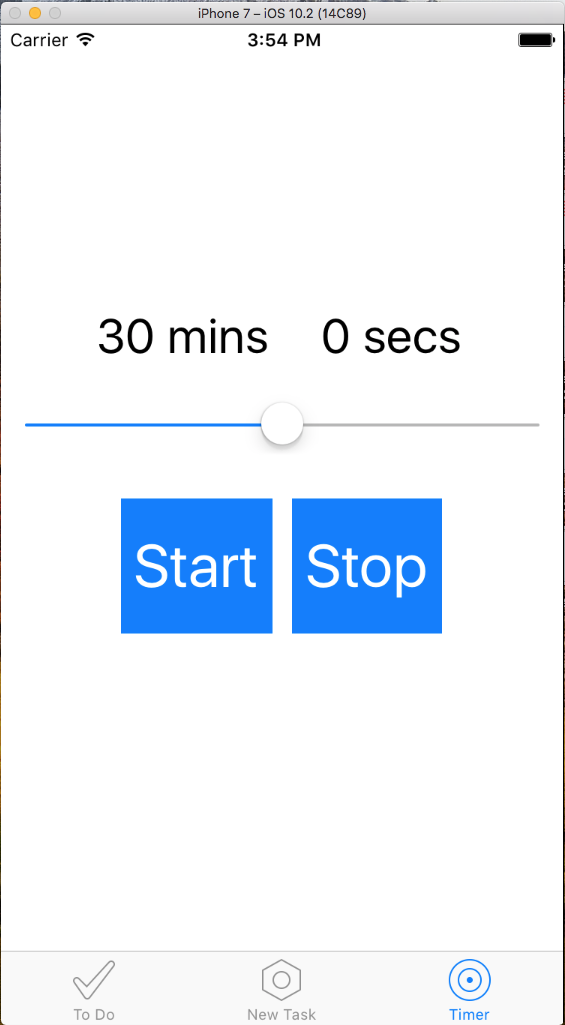 iPhone 7 – iOS 10.2 (14C89)
Carrier 3:54 PM
30 mins 0 secs
Start Stop
To Do New Task Timer